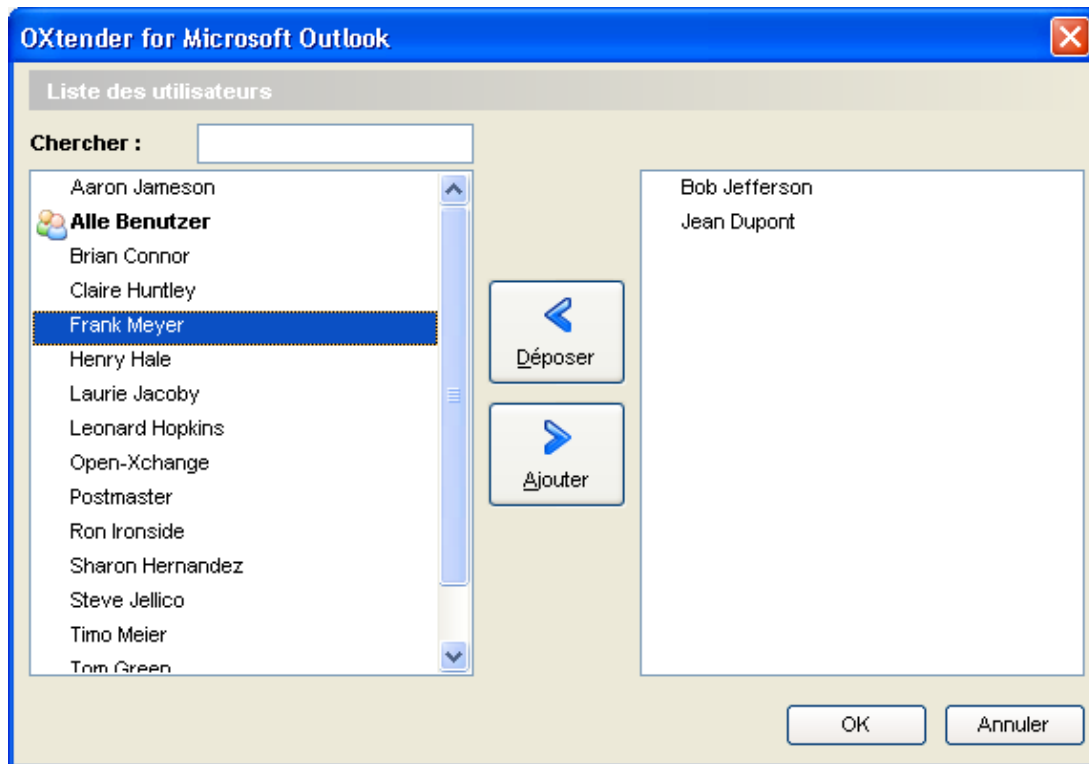 OXtender for Microsoft Outlook
Liste des utilisateurs
Chercher :
Aaron Jameson
Alle Benutzer
Brian Connor
Claire Huntley
Frank Meyer
Henry Hale
Laurie Jacoby
Leonard Hopkins
Open-Xchange
Postmaster
Ron Ironside
Sharon Hernandez
Steve Jellico
Timo Meier
Tom Green
Déposer
Ajouter
Bob Jefferson
Jean Dupont
OK
Annuler